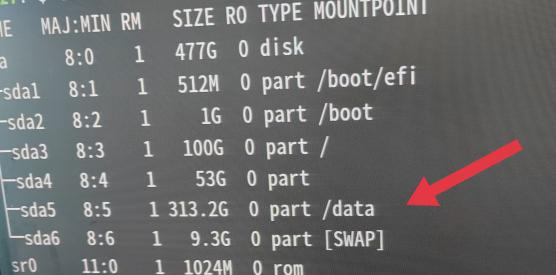 MAJ:MIN RM SIZE RO TYPE MOUNTPOINT
8:0 1 477G 0 disk
├─sda1 8:1 1 512M 0 part /boot/efi
├─sda2 8:2 1 1G 0 part /boot
├─sda3 8:3 1 100G 0 part /
├─sda4 8:4 1 53G 0 part
├─sda5 8:5 1 313.2G 0 part /data
└─sda6 8:6 1 9.3G 0 part [SWAP]
sr0 11:0 1 1024M 0 rom